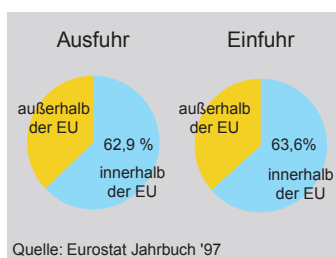 Ausfuhr
Einfuhr
außerhalb
der EU
62,9 %
innerhalb
der EU
außerhalb
der EU
63,6%
innerhalb
der EU
Quelle: Eurostat Jahrbuch '97